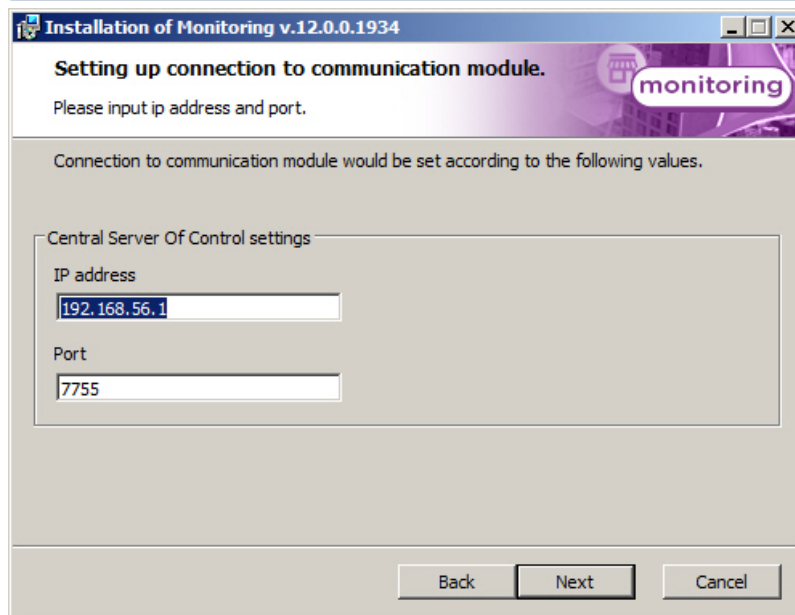 Installation of Monitoring v.12.0.0.1934
Setting up connection to communication module.
monitoring
Please input ip address and port.
Connection to communication module would be set according to the following values.
Central Server Of Control settings
IP address
192.168.56.1
Port
7755
Back Next Cancel